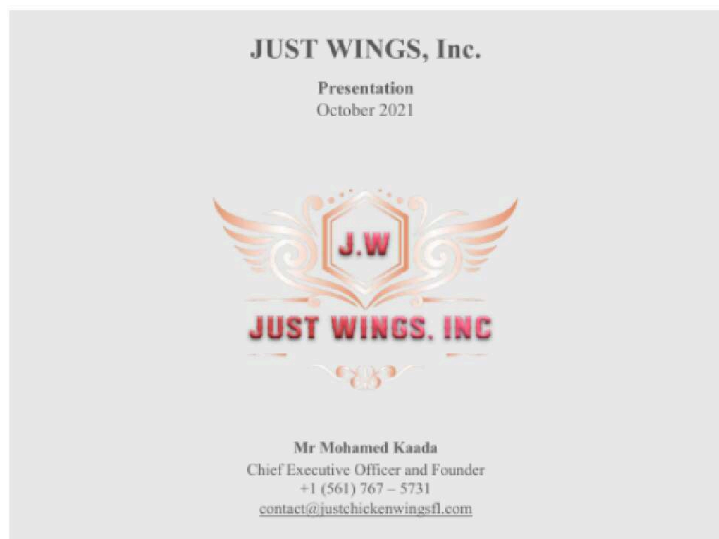 JUST WINGS, Inc.
Presentation
October 2021
J.W
JUST WINGS. INC
Mr Mohamed Kaada
Chief Executive Officer and Founder
+1 (561) 767 – 5731
contact@justchickenwingsfl.com